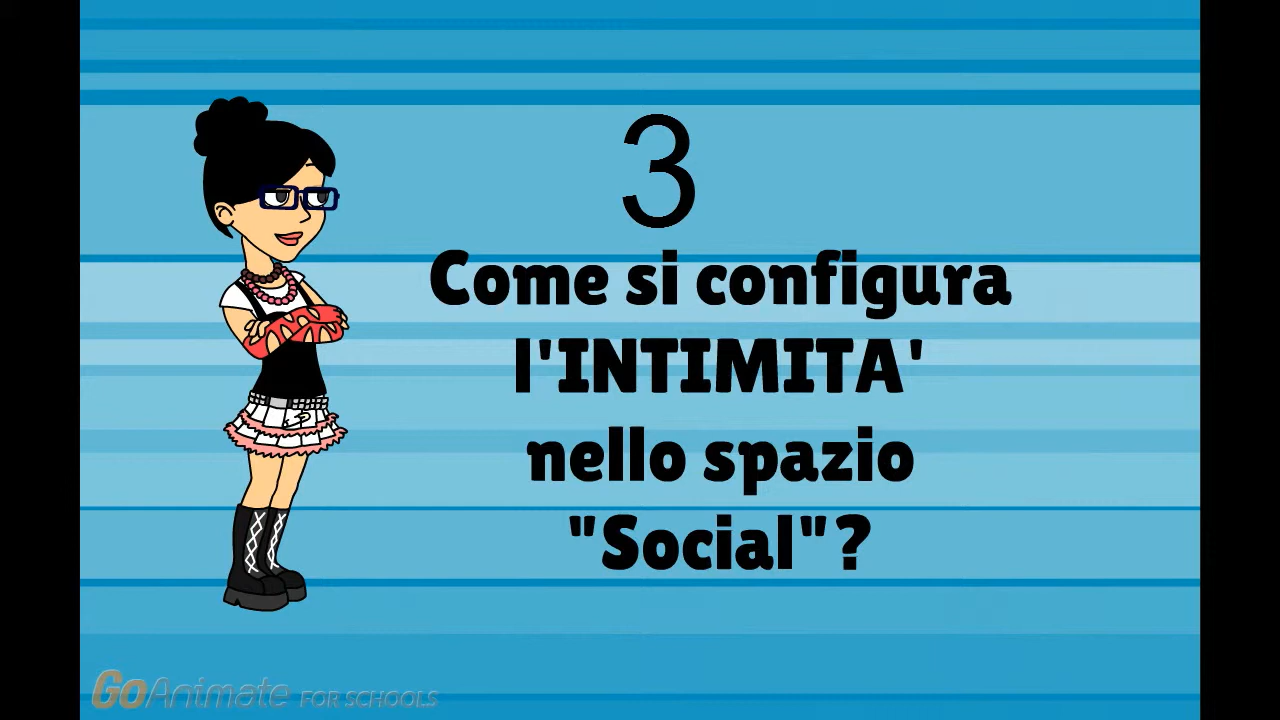 3
Come si configura
l'INTIMITA'
nello spazio
"Social"?
GoAnimate FOR SCHOOLS